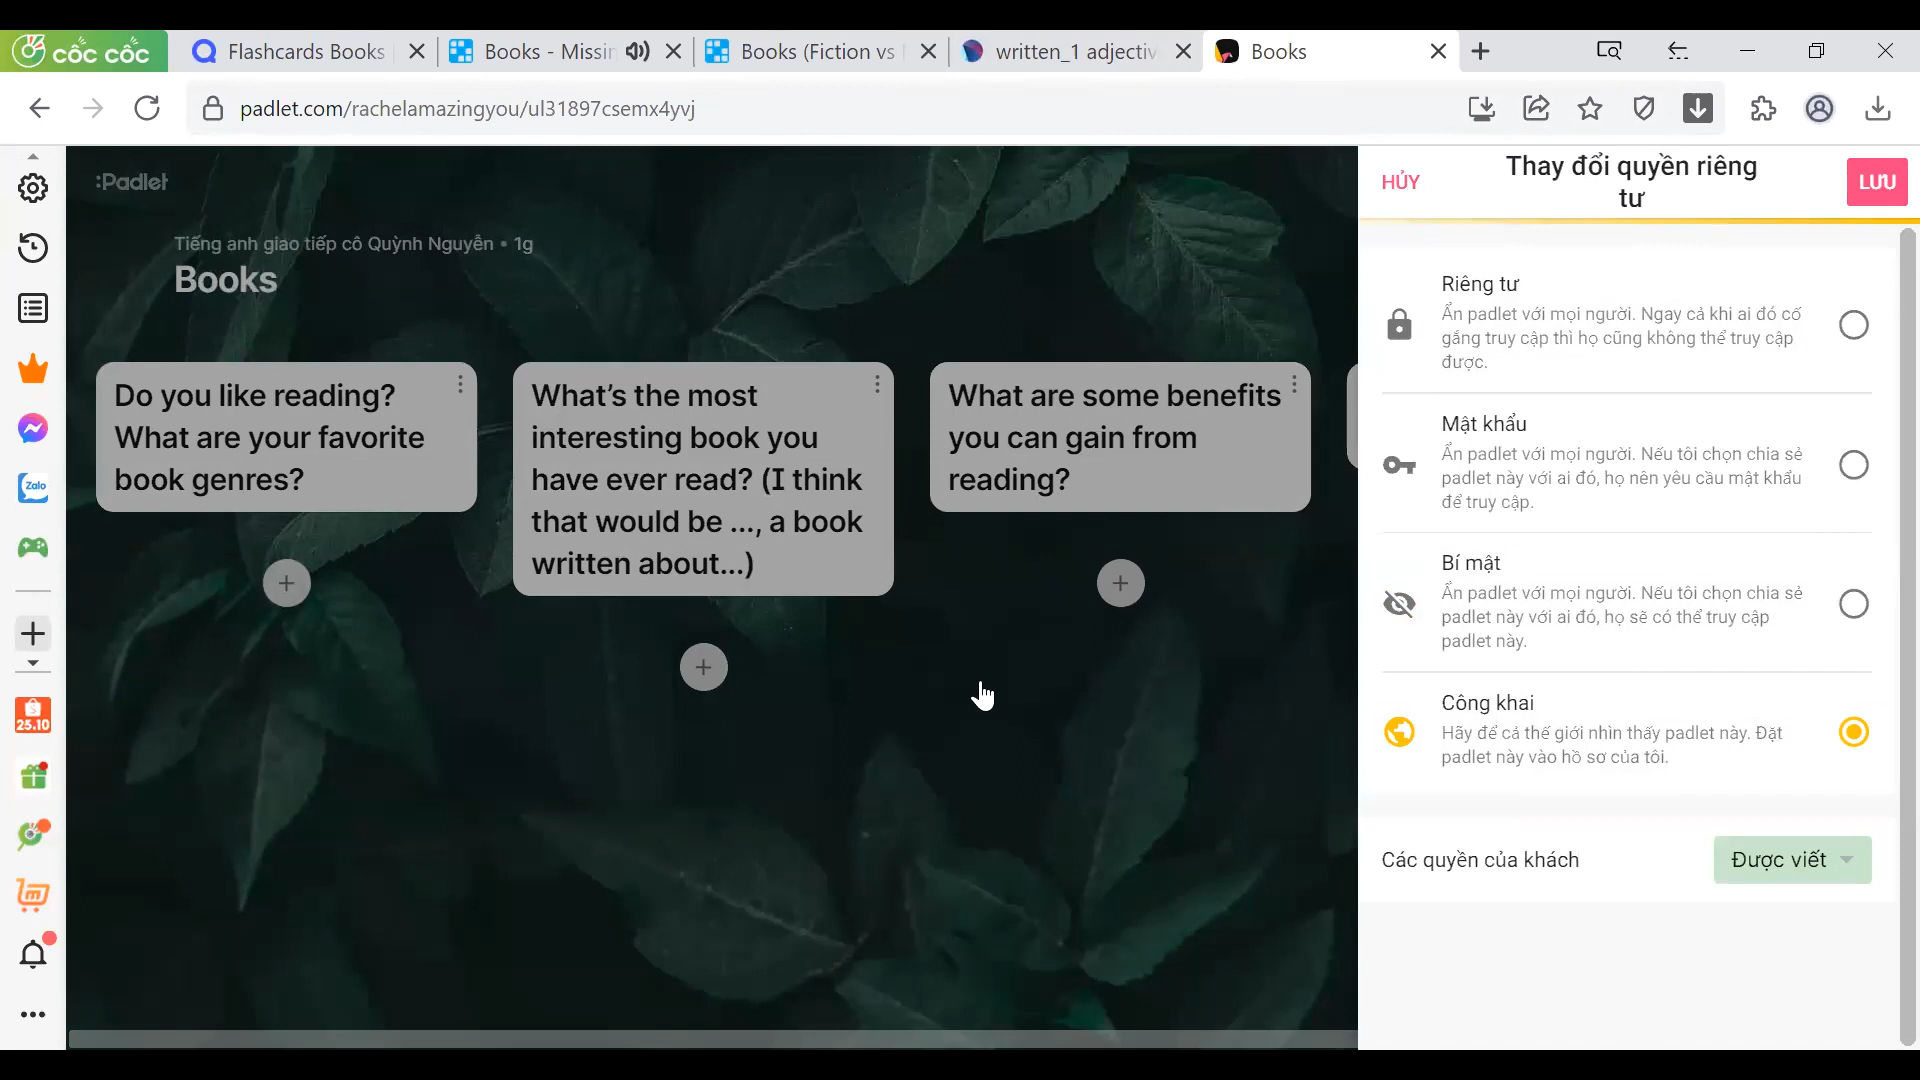 cốc cốc
Flashcards Books
Books - Missin
Books (Fiction vs
written_1 adjectiv
Books
padlet.com/rachelamazingyou/ul31897csemx4yvj
:Padlet
Tiếng anh giao tiếp cô Quỳnh Nguyễn • 1g
Books
Do you like reading?
What are your favorite
book genres?
What’s the most
interesting book you
have ever read? (I think
that would be ..., a book
written about...)
What are some benefits
you can gain from
reading?
Zalo
25.10
HỦY
Thay đổi quyền riêng
tư
LƯU
Riêng tư
Ẩn padlet với mọi người. Ngay cả khi ai đó cố
gắng truy cập thì họ cũng không thể truy cập
được.
Mật khẩu
Ẩn padlet với mọi người. Nếu tôi chọn chia sẻ
padlet này với ai đó, họ nên yêu cầu mật khẩu
để truy cập.
Bí mật
Ẩn padlet với mọi người. Nếu tôi chọn chia sẻ
padlet này với ai đó, họ sẽ có thể truy cập
padlet này.
Công khai
Hãy để cả thế giới nhìn thấy padlet này. Đặt
padlet này vào hồ sơ của tôi.
Các quyền của khách
Được viết